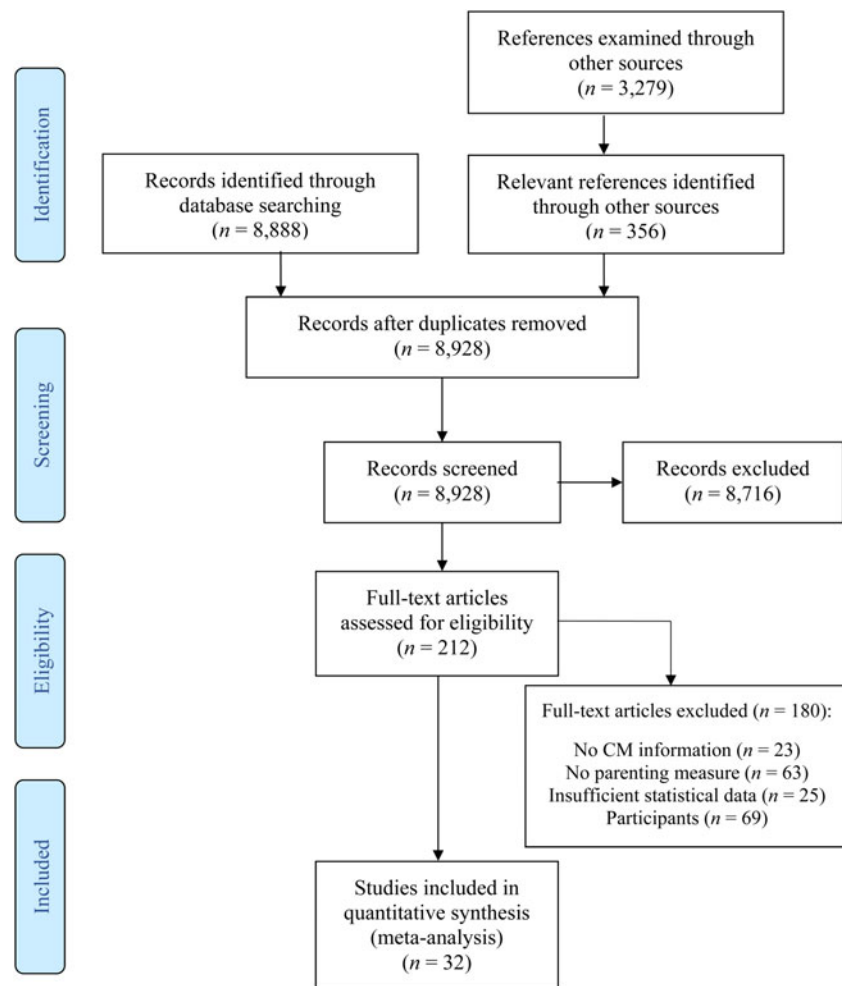 References examined through
other sources
(n = 3,279)
Identification
Records identified through
database searching
(n = 8,888)
Relevant references identified
through other sources
(n = 356)
Records after duplicates removed
(n = 8,928)
Screening
Records screened
(n = 8,928)
Records excluded
(n = 8,716)
Eligibility
Full-text articles
assessed for eligibility
(n = 212)
Full-text articles excluded (n = 180):
No CM information (n = 23)
No parenting measure (n = 63)
Insufficient statistical data (n = 25)
Participants (n = 69)
Included
Studies included in
quantitative synthesis
(meta-analysis)
(n = 32)